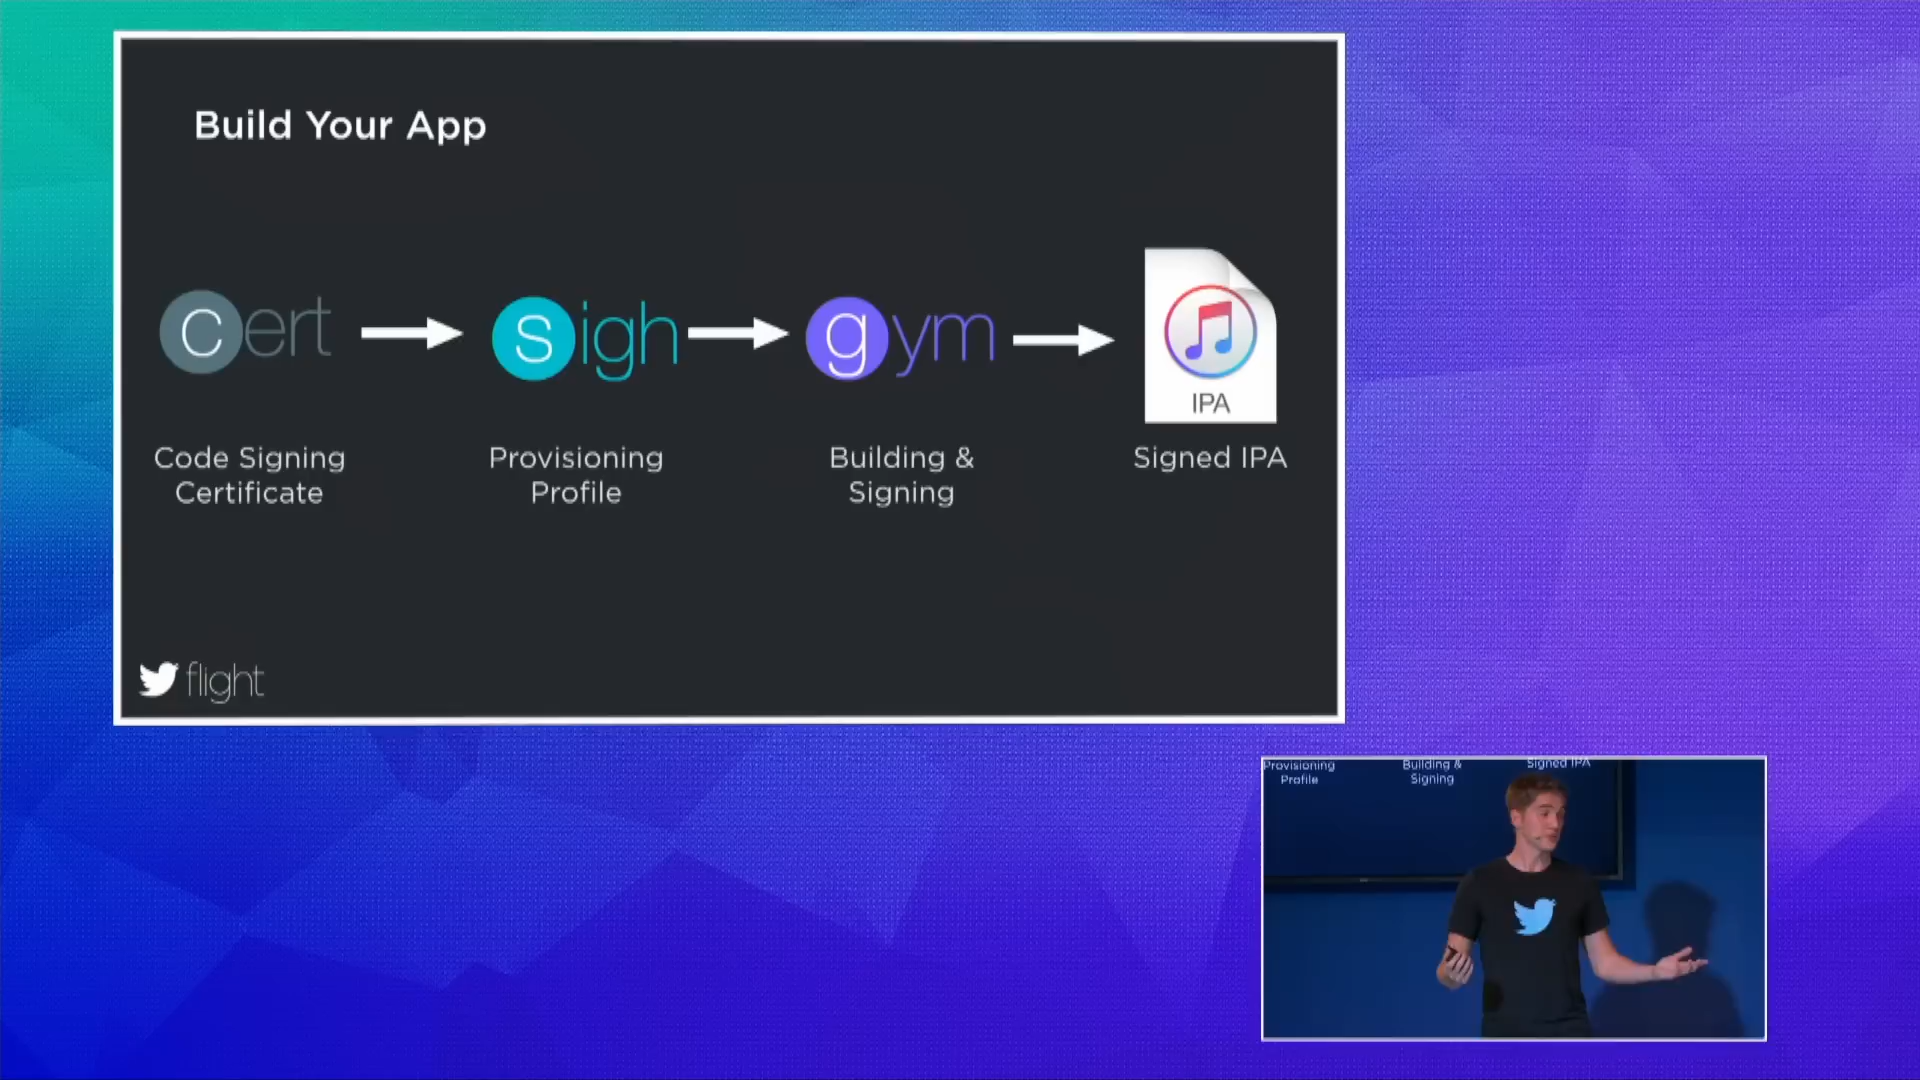 Build Your App
cert
sigh
gym
IPA
Code Signing
Certificate
Provisioning
Profile
Building &
Signing
Signed IPA
flight
Provisioning
Profile
Building &
Signing
Signed IPA